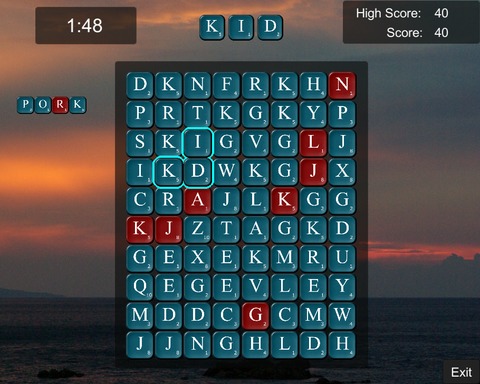 1:48
K I D
High Score: 40
Score: 40
P O R K
D K N F R K H N
P R T K G K Y P
S K I G V G L J
I K D W K G J X
C R A J L K G G
K J Z T A G K D
G E X E K M R U
Q E G E V L E Y
M D D C G C M W
J J N G H L D H
Exit